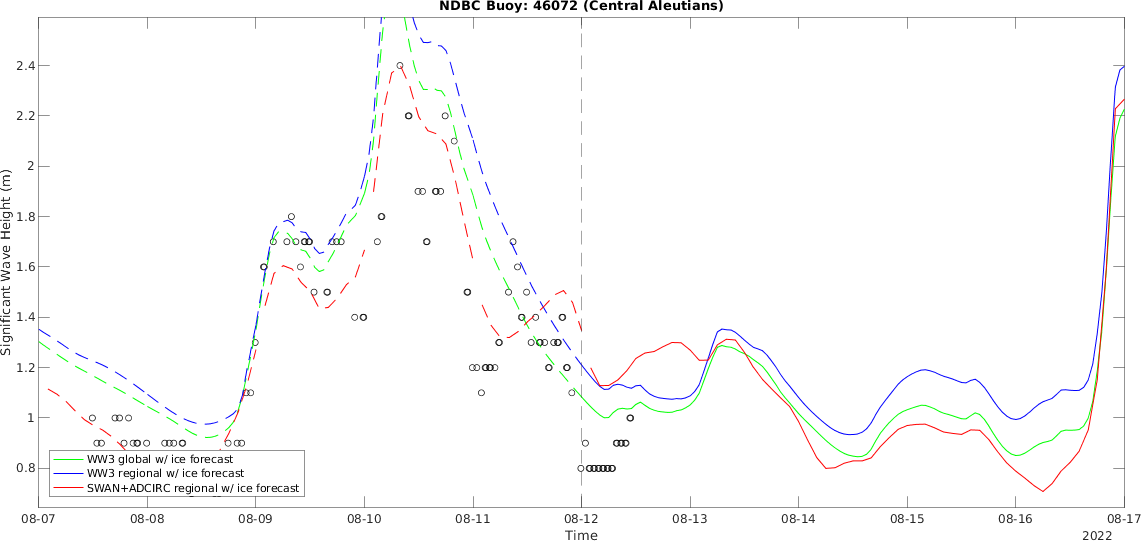 NDBC Buoy: 46072 (Central Aleutians)
Significant Wave Height (m)
2.4
2.2
2
1.8
1.6
1.4
1.2
1
0.8
WW3 global w/ ice forecast
WW3 regional w/ ice forecast
SWAN+ADCIRC regional w/ ice forecast
08-07 08-08 08-09 08-10 08-11 08-12 08-13 08-14 08-15 08-16 08-17
Time
2022